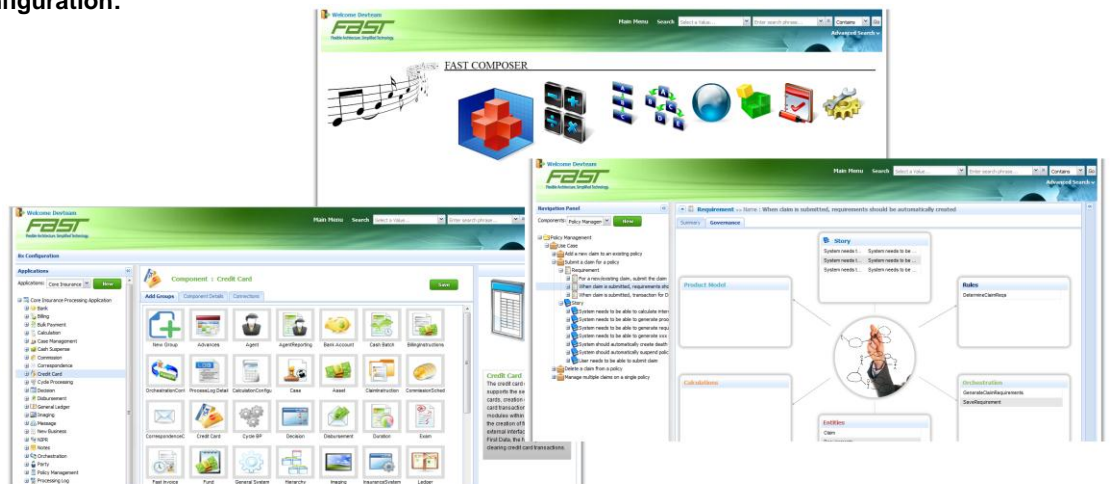 nfiguration:
Welcome Devteam
FAST
Flexible Architecture, Simplified Technology.
Main Menu Search Select a Value... Enter search phrase... Contains Go
Advanced Search
FAST COMPOSER
Welcome Devteam
FAST
Flexible Architecture, Simplified Technology.
Main Menu Search Select a Value... Enter search phrase... Contains Go
Advanced Search
Navigation Panel
Components: Policy Manager New
Policy Management
Use Case
Add a new claim to an existing policy
Submit a claim for a policy
Requirement
For a new/existing claim, submit the claim
When claim is submitted, requirements sho
When claim is submitted, transaction for D
Story
System needs to be able to calculate inter
System needs to be able to generate proo
System needs to be able to generate requ
System needs to be able to generate xxx
System should automatically create death
System should automatically suspend polic
User needs to be able to submit claim
Delete a claim from a policy
Manage multiple claims on a single policy
Requirement >> Name : When claim is submitted, requirements should be automatically created
Summary Governance
Story
System needs t... System needs to be ...
System needs t... System needs to be ...
System needs t... System needs to be ...
Product Model
Rules
DetermineClaimReqs
Calculations
Orchestration
GenerateClaimRequirements
SaveRequirement
Entities
Claim
Welcome Devteam
FAST
Flexible Architecture, Simplified Technology.
Main Menu Search Select a Value... Enter search phrase...
Rx Configuration
Applications
Applications: Core Insurance New
Core Insurance Processing Application
Bank
Billing
Bulk Payment
Calculation
Case Management
Cash Suspense
Commission
Correspondence
Credit Card
Cycle Processing
Decision
Disbursement
General Ledger
Imaging
Message
New Business
NIPR
Notes
Orchestration
Party
Policy Management
Processing Log
Component : Credit Card
Save
Add Groups Component Details Connections
New Group Advances Agent AgentReporting Bank Account Cash Batch BillingInstructions
OrchestrationCont ProcessLog Detail CalculationConfigu Case Asset ClaimInstruction CommissionSched
CorrespondenceC Credit Card Cycle BP Decision Disbursement Duration Exam
Fast Invoice Fund General System Hierarchy Imaging InsuranceSystem Ledger
Credit Card
The credit card
supports the se
cards, creation
card transaction
modules within
the creation of t
external interfac
First Data, the f
clearing credit card transactions.